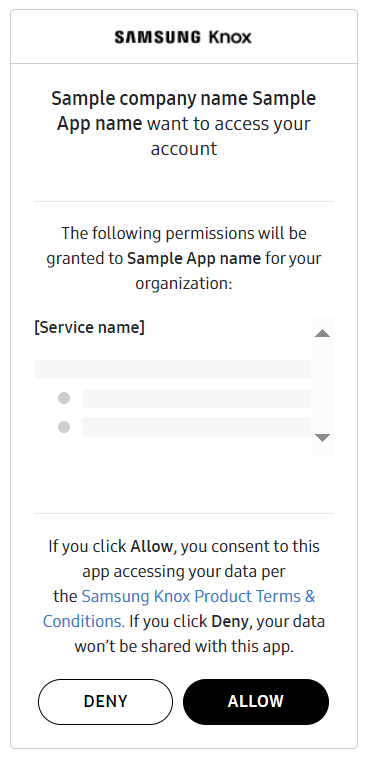 SAMSUNG Knox
Sample company name Sample
App name want to access your
account
The following permissions will be
granted to Sample App name for your
organization:
[Service name]
If you click Allow, you consent to this
app accessing your data per
the Samsung Knox Product Terms &
Conditions. If you click Deny, your data
won’t be shared with this app.
DENY
ALLOW